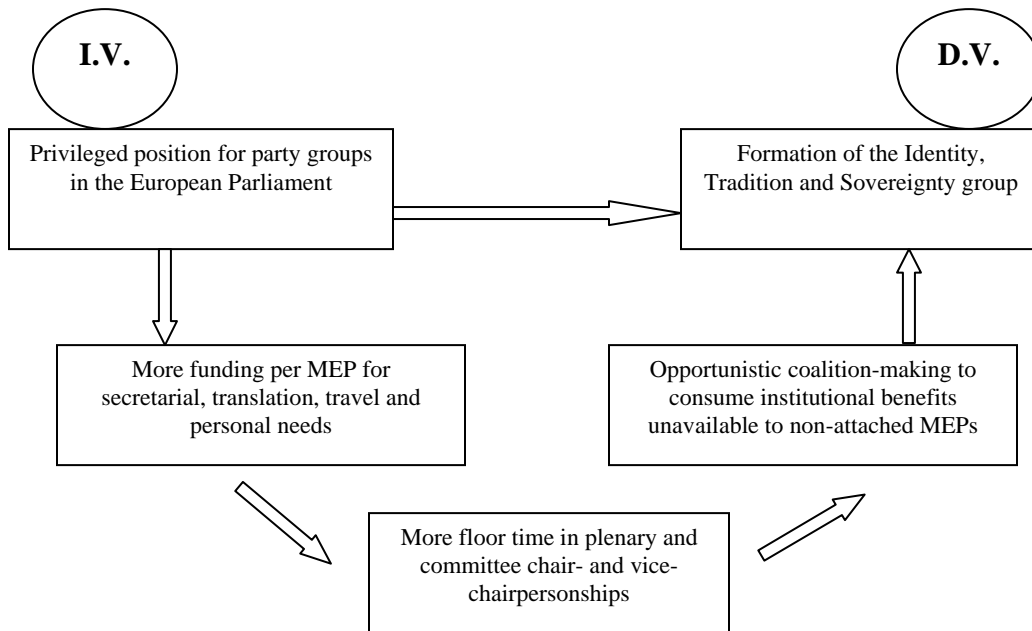 I.V.
D.V.
Privileged position for party groups
in the European Parliament
Formation of the Identity,
Tradition and Sovereignty group
More funding per MEP for
secretarial, translation, travel and
personal needs
Opportunistic coalition-making to
consume institutional benefits
unavailable to non-attached MEPs
More floor time in plenary and
committee chair- and vice-
chairpersonships